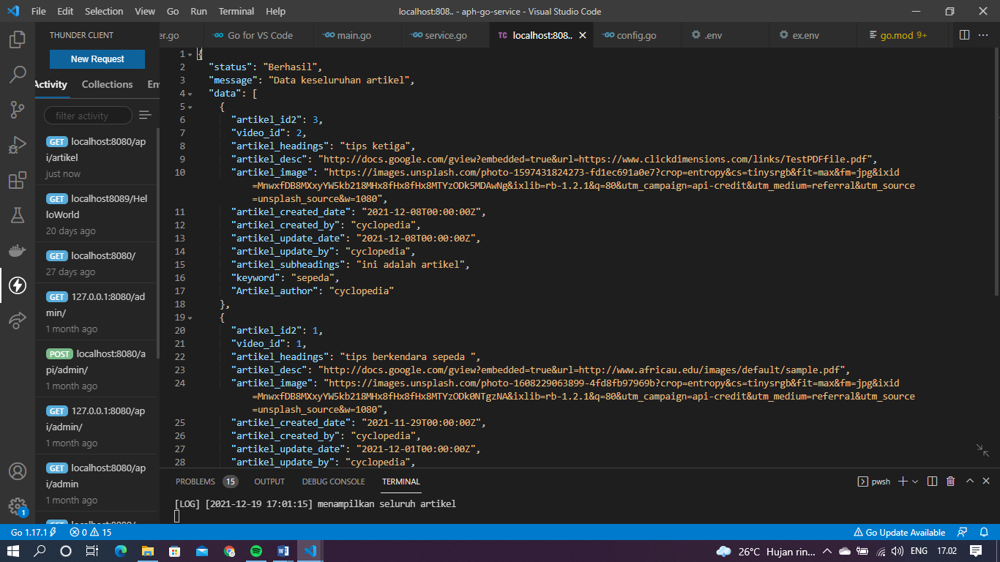 File Edit Selection View Go Run Terminal Help
localhost:808.. - aph-go-service - Visual Studio Code
THUNDER CLIENT
er.go
Go for VS Code
main.go
service.go
TC localhost:808..
config.go
.env
ex.env
go.mod 9+
New Request
Activity Collections En
filter activity
GET localhost:8080/ap
i/artikel
just now
GET localhost8089/Hel
loWorld
20 days ago
GET localhost:8080/
27 days ago
GET 127.0.0.1:8080/ad
min/
1 month ago
POST localhost:8080/a
pi/admin/
1 month ago
GET 127.0.0.1:8080/ap
i/admin/
1 month ago
GET localhost:8080/ap
i/admin
1 month ago
1 {
2 "status": "Berhasil",
3 "message": "Data keseluruhan artikel",
4 "data": [
5 {
6 "artikel_id2": 3,
7 "video_id": 2,
8 "artikel_headings": "tips ketiga",
9 "artikel_desc": "http://docs.google.com/gview?embedded=true&url=https://www.clickdimensions.com/links/TestPDFfile.pdf",
10 "artikel_image": "https://images.unsplash.com/photo-1597431824273-fd1ec691a0e7?crop=entropy&cs=tinysrgb&fit=max&fm=jpg&ixid
=MnwxfDB8MXxyYW5kb218MHx8fHx8fHx8MTYzODk5MDAwNg&ixlib=rb-1.2.1&q=80&utm_campaign=api-credit&utm_medium=referral&utm_source
=unsplash_source&w=1080",
11 "artikel_created_date": "2021-12-08T00:00:00Z",
12 "artikel_created_by": "cyclopedia",
13 "artikel_update_date": "2021-12-08T00:00:00Z",
14 "artikel_update_by": "cyclopedia",
15 "artikel_subheadings": "ini adalah artikel",
16 "keyword": "sepeda",
17 "Artikel_author": "cyclopedia"
18 },
19 {
20 "artikel_id2": 1,
21 "video_id": 1,
22 "artikel_headings": "tips berkendara sepeda ",
23 "artikel_desc": "http://docs.google.com/gview?embedded=true&url=http://www.africau.edu/images/default/sample.pdf",
24 "artikel_image": "https://images.unsplash.com/photo-1608229063899-4fd8fb97969b?crop=entropy&cs=tinysrgb&fit=max&fm=jpg&ixid
=MnwxfDB8MXxyYW5kb218MHx8fHx8fHx8MTYzODk0NTgzNA&ixlib=rb-1.2.1&q=80&utm_campaign=api-credit&utm_medium=referral&utm_source
=unsplash_source&w=1080",
25 "artikel_created_date": "2021-11-29T00:00:00Z",
26 "artikel_created_by": "cyclopedia",
27 "artikel_update_date": "2021-12-01T00:00:00Z",
28 "artikel_update_by": "cyclopedia",
PROBLEMS 15 OUTPUT DEBUG CONSOLE TERMINAL
pwsh
[LOG] [2021-12-19 17:01:15] menampilkan seluruh artikel
1
Go 1.17.1
0 15
Go Update Available
26°C Hujan rin...
ENG 17.02